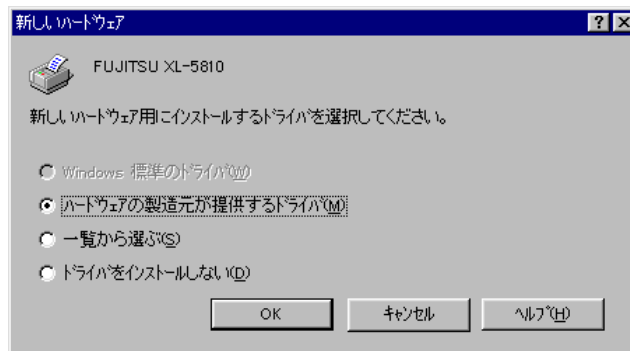 新しいハードウェア
FUJITSU XL-5810
新しいハードウェア用にインストールするドライバを選択してください。
Windows 標準のドライバ(W)
ハードウェアの製造元が提供するドライバ(M)
一覧から選ぶ(S)
ドライバをインストールしない(D)
OK キャンセル ヘルプ(H)